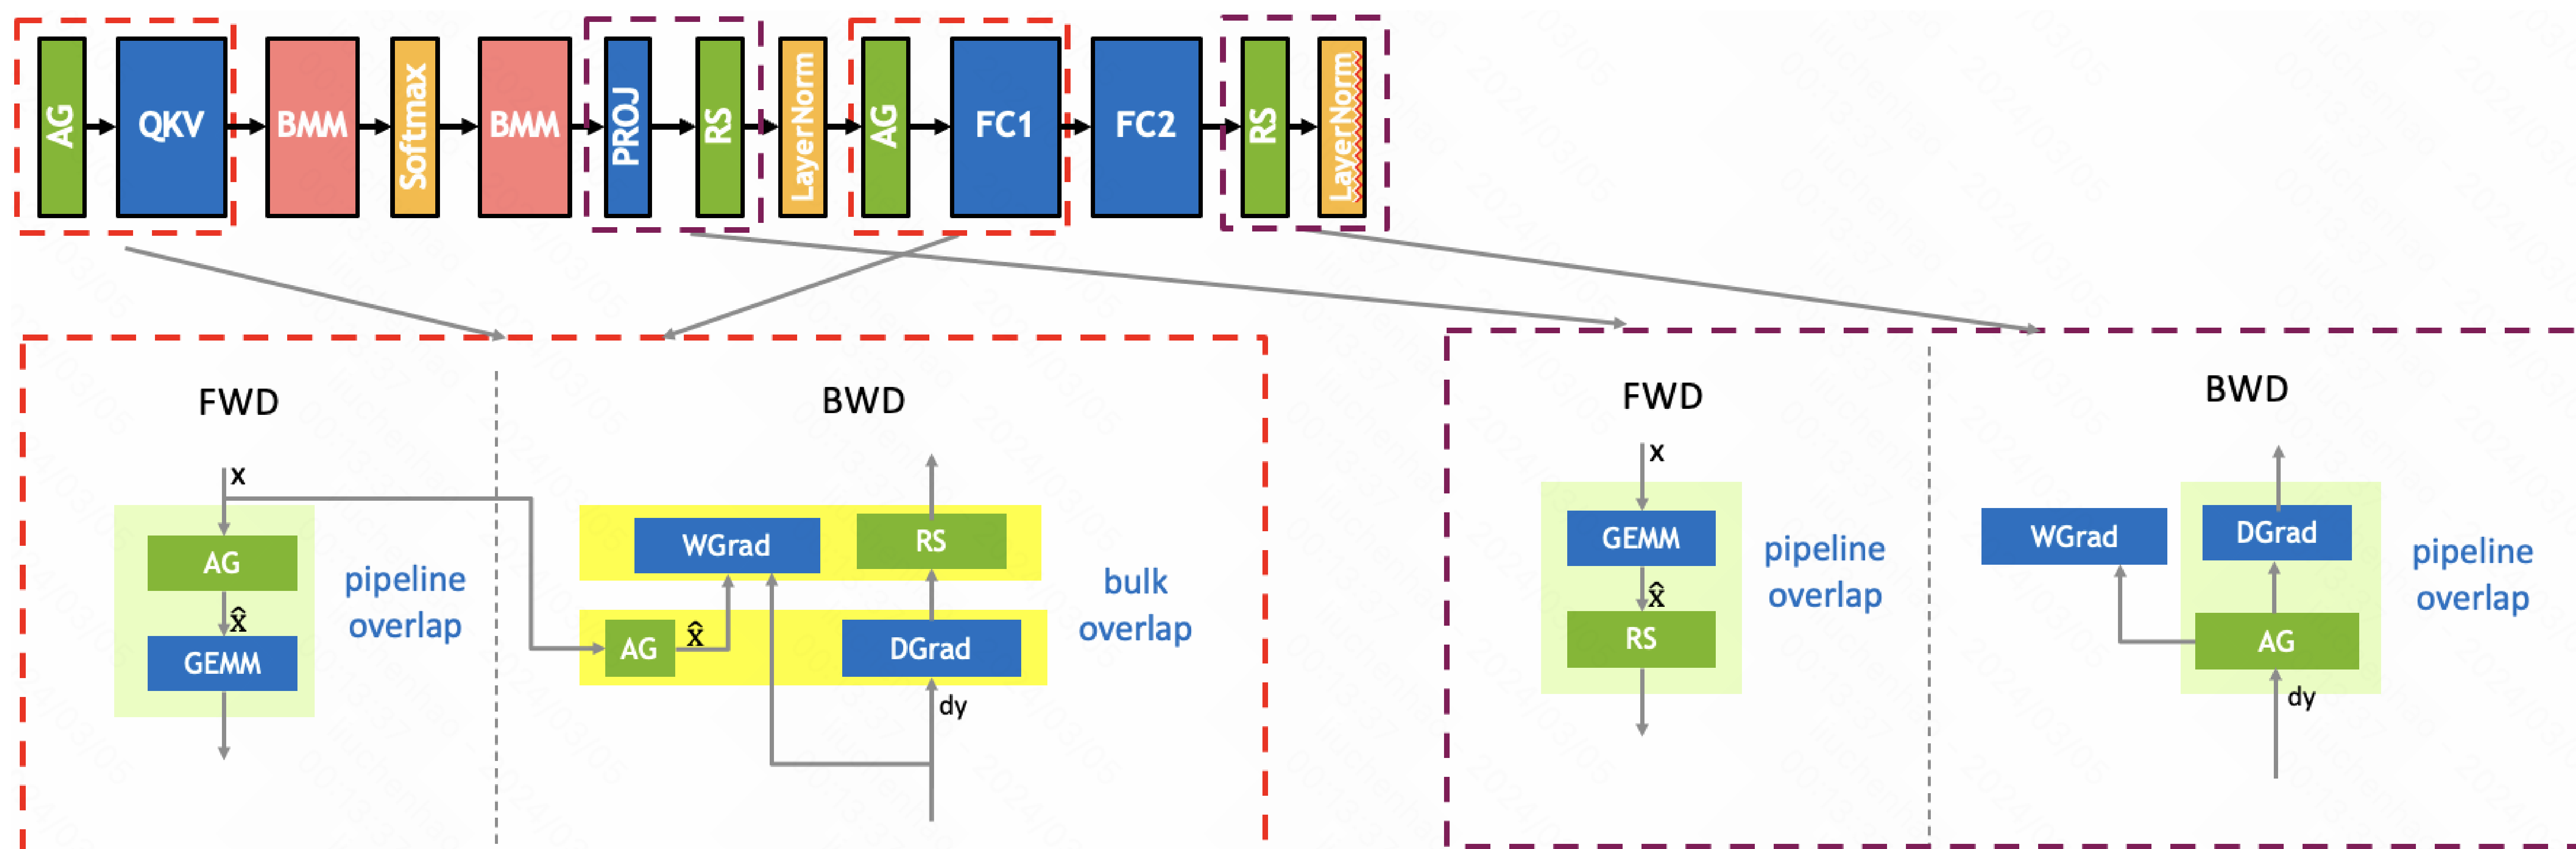 AG
QKV
BMM
Softmax
BMM
PROJ
RS
LayerNorm
AG
FC1
FC2
RS
LayerNorm
FWD
BWD
x
AG
x̂
GEMM
pipeline
overlap
WGrad
RS
AG
x̂
DGrad
dy
bulk
overlap
FWD
BWD
x
GEMM
x̂
RS
pipeline
overlap
WGrad
DGrad
AG
dy
pipeline
overlap